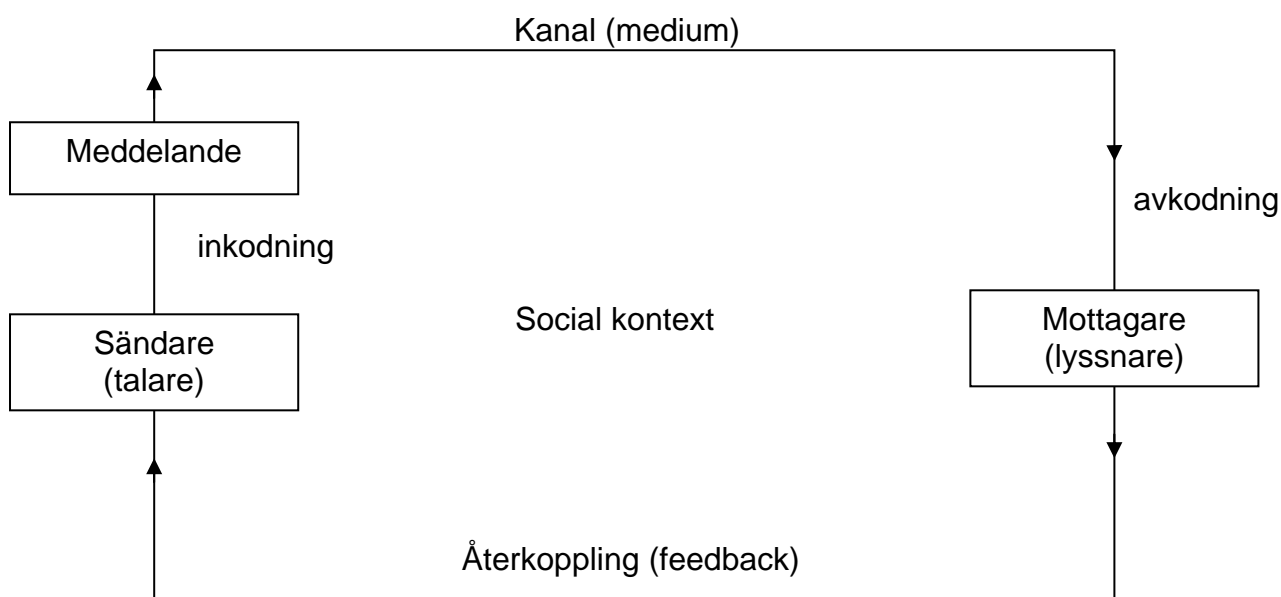 Kanal (medium)
Meddelande
avkodning
inkodning
Social kontext
Sändare
(talare)
Mottagare
(lyssnare)
Återkoppling (feedback)